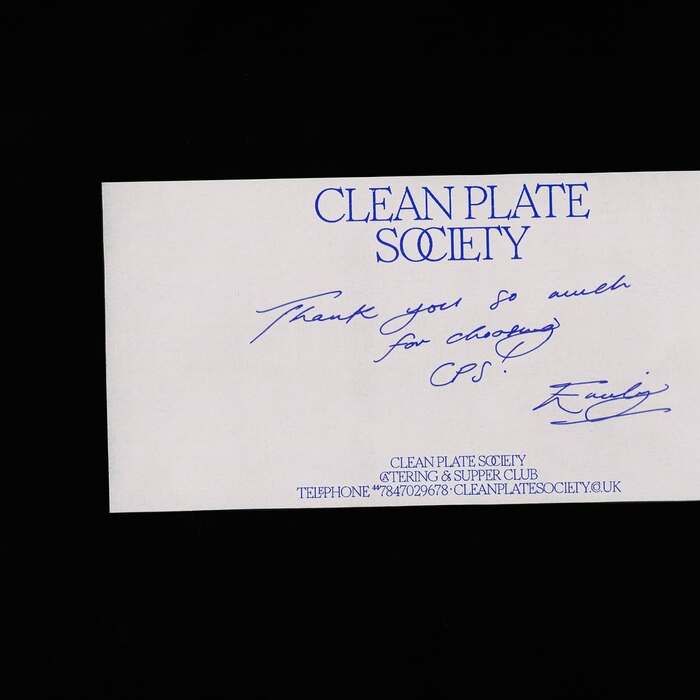 CLEAN PLATE
SOCIETY
Thank you so much
for choosing
CPS!
CLEAN PLATE SOCIETY
CATERING & SUPPER CLUB
TELEPHONE +447847029678 · CLEANPLATESOCIETY.CO.UK